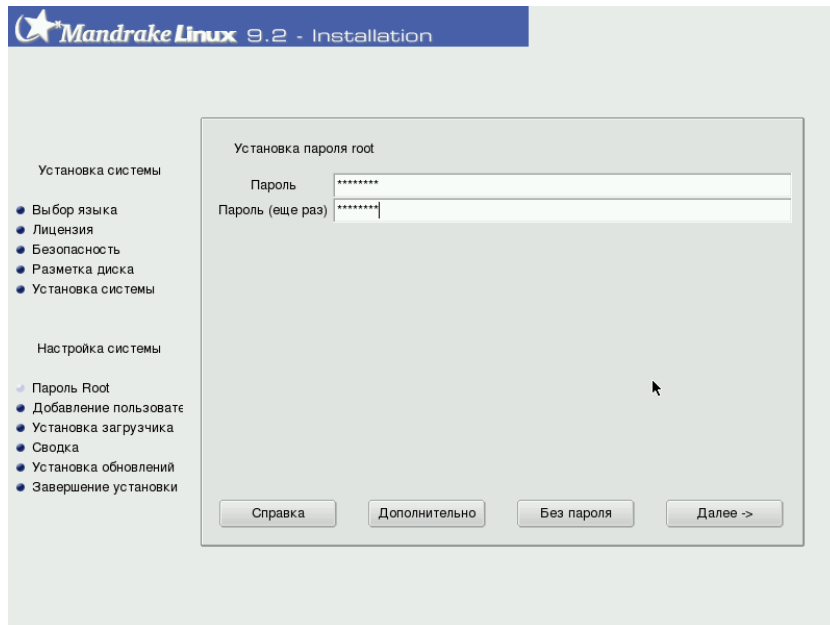 Mandrake Linux 9.2 - Installation
Установка системы
Выбор языка
Лицензия
Безопасность
Разметка диска
Установка системы
Настройка системы
Пароль Root
Добавление пользовате
Установка загрузчика
Сводка
Установка обновлений
Завершение установки
Установка пароля root
Пароль ********
Пароль (еще раз) ********
Справка Дополнительно Без пароля Далее ->